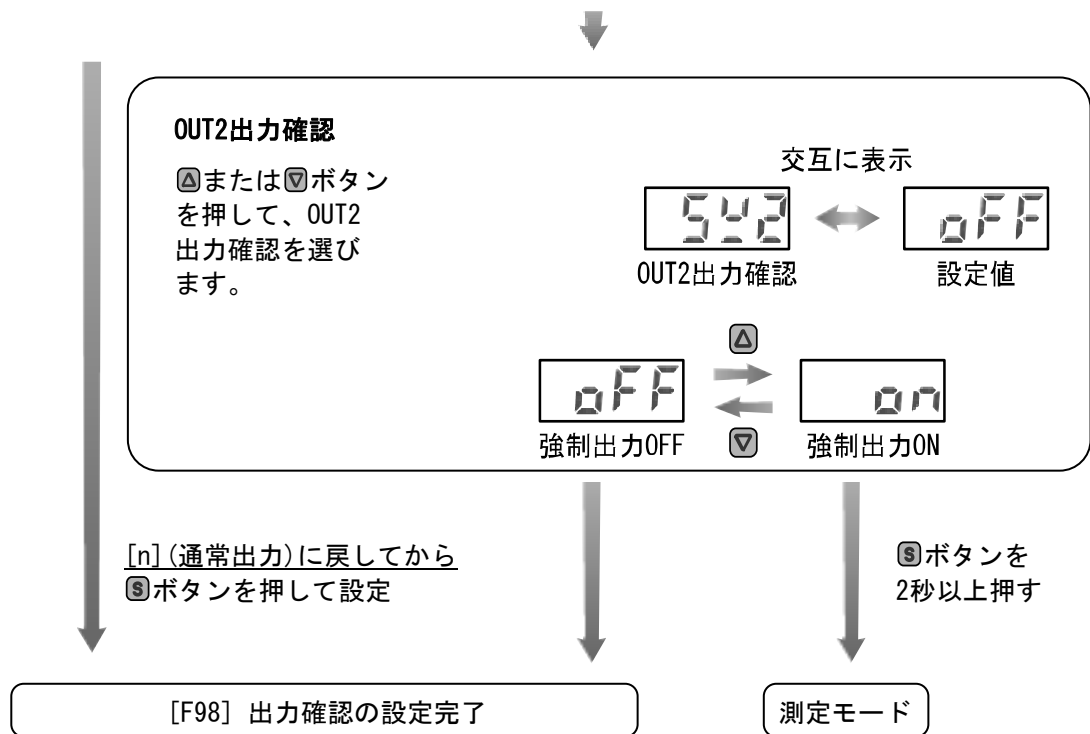 OUT2出力確認
△または▽ボタン
を押して、OUT2
出力確認を選び
ます。
交互に表示
Sw2
oFF
OUT2出力確認
設定値
△
oFF
on
強制出力OFF
▽
強制出力ON
[n](通常出力)に戻してから
Sボタンを押して設定
Sボタンを
2秒以上押す
[F98] 出力確認の設定完了
測定モード